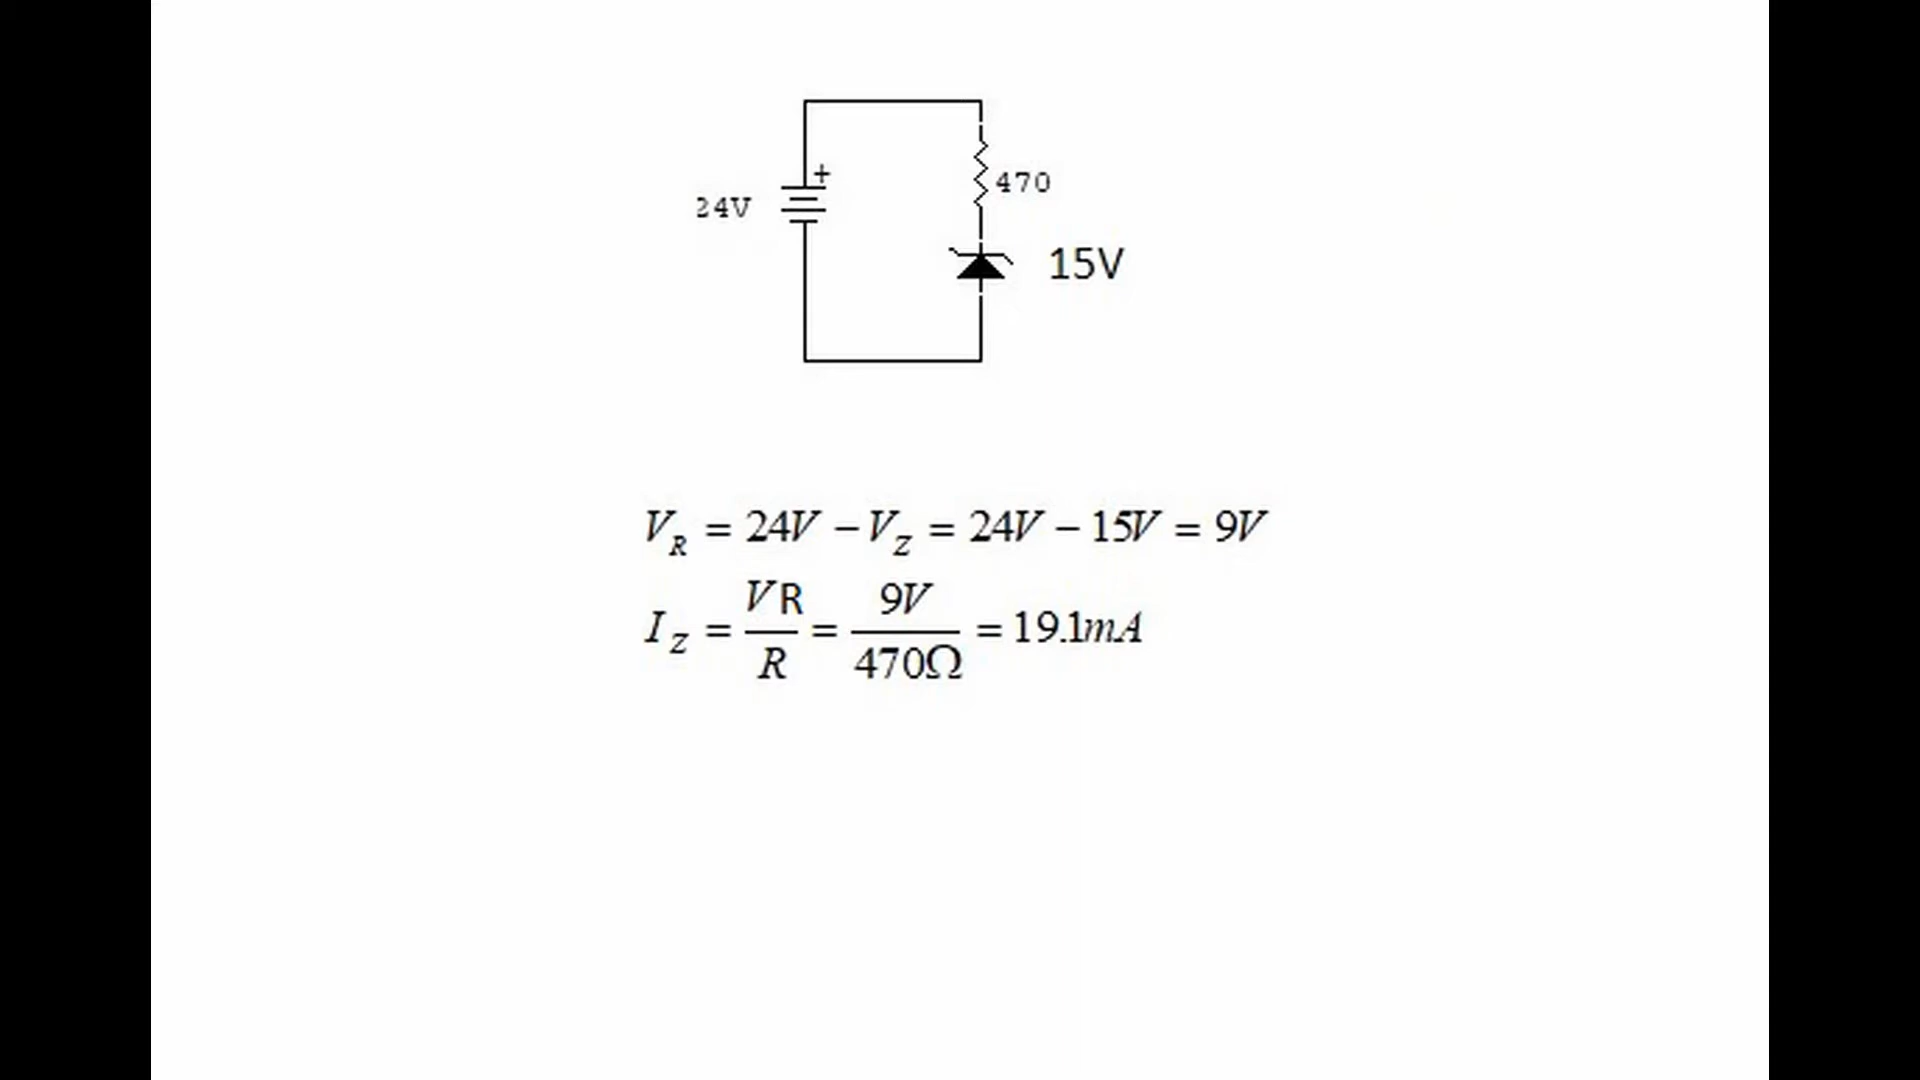 +
24V
470
15V
V_R = 24V − V_Z = 24V − 15V = 9V
I_Z = VR/R = 9V/470Ω = 19.1mA